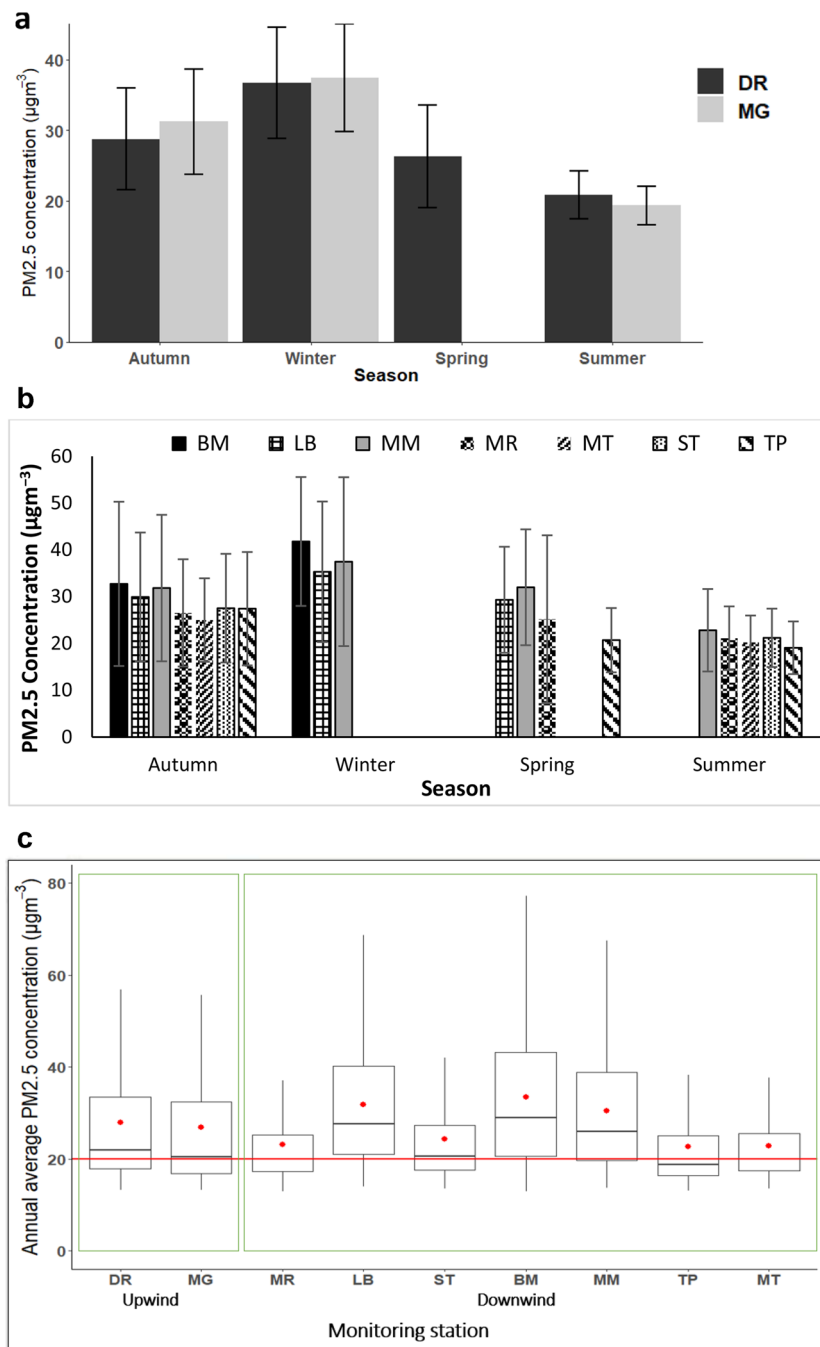 a
PM2.5 concentration (µgm⁻³)
40
30
20
10
0
DR
MG
Autumn Winter Spring Summer
Season
b
BM LB MM MR MT ST TP
PM2.5 Concentration (µgm⁻³)
60
50
40
30
20
10
0
Autumn Winter Spring Summer
Season
c
Annual average PM2.5 concentration (µgm⁻³)
80
60
40
20
0
DR MG MR LB ST BM MM TP MT
Upwind Downwind
Monitoring station